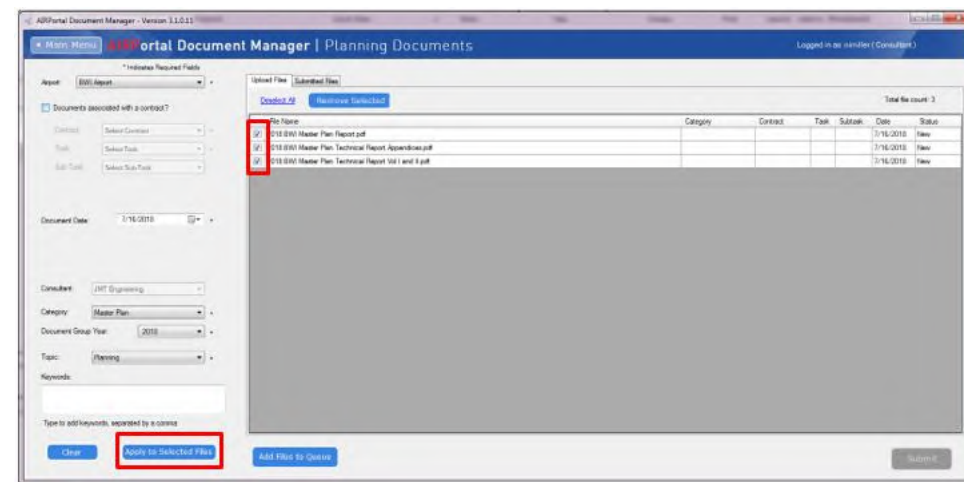 AIRPortal Document Manager - Version 3.1.0.11
Main Menu
AIRPortal Document Manager | Planning Documents
Logged in as: nimiller ( Consultant )
* Indicates Required Fields
Airport: BWI Airport
Documents associated with a contract?
Contract: Select Contract
Task: Select Task
Sub Task: Select Sub-Task
Document Date: 7/16/2018
Consultant: JMT Engineering
Category: Master Plan
Document Group Year: 2018
Topic: Planning
Keywords:
Type to add keywords, separated by a comma
Clear
Apply to Selected Files
Upload Files Submitted Files
Deselect All
Remove Selected
Total file count: 3
File Name Category Contract Task Subtask Date Status
2018 BWI Master Plan Report.pdf 7/16/2018 New
2018 BWI Master Plan Technical Report Appendices.pdf 7/16/2018 New
2018 BWI Master Plan Technical Report Vol I and II.pdf 7/16/2018 New
Add Files to Queue
Submit